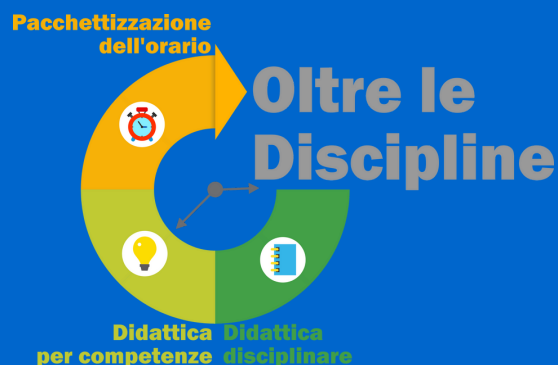 Pacchettizzazione
dell'orario
Oltre le
Discipline
Didattica
per competenze
Didattica
disciplinare